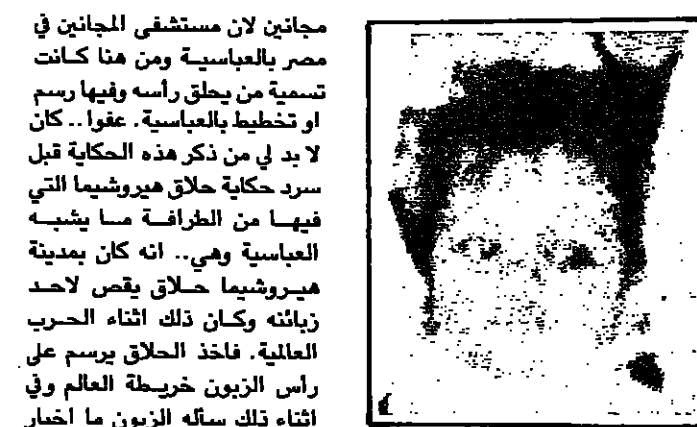 مجانين لان مستشفى المجانين في
مصر بالعباسية ومن هنا كانت
تسمية من يحلق رأسه وفيها رسم
او تخطيط بالعباسية. عفوا.. كان
لا بد لي من ذكر هذه الحكاية قبل
سرد حكاية حلاق هيروشيما التي
فيها من الطرافة ما يشبه
العباسية وهي.. انه كان بمدينة
هيروشيما حلاق يقص لاحد
زبائنه وكان ذلك اثناء الحرب
العالمية. فاخذ الحلاق يرسم على
رأس الزبون خريطة العالم وفي
اثناء ذلك سأله الزبون ما اخبار